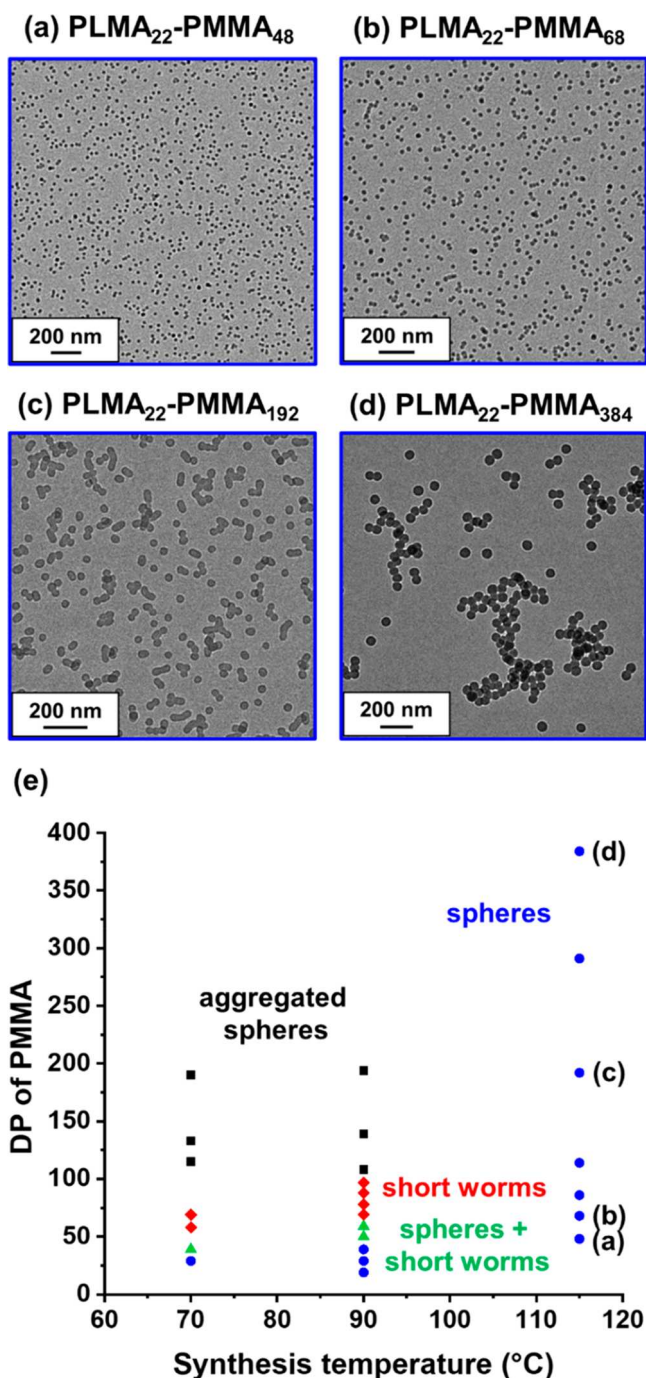 (a) PLMA₂₂-PMMA₄₈
(b) PLMA₂₂-PMMA₆₈
200 nm
200 nm
(c) PLMA₂₂-PMMA₁₉₂
(d) PLMA₂₂-PMMA₃₈₄
200 nm
200 nm
(e)
DP of PMMA
400
350
300
250
200
150
100
50
0
(d)
spheres
aggregated
spheres
(c)
short worms
spheres +
short worms
(b)
(a)
60
70
80
90
100
110
120
Synthesis temperature (°C)